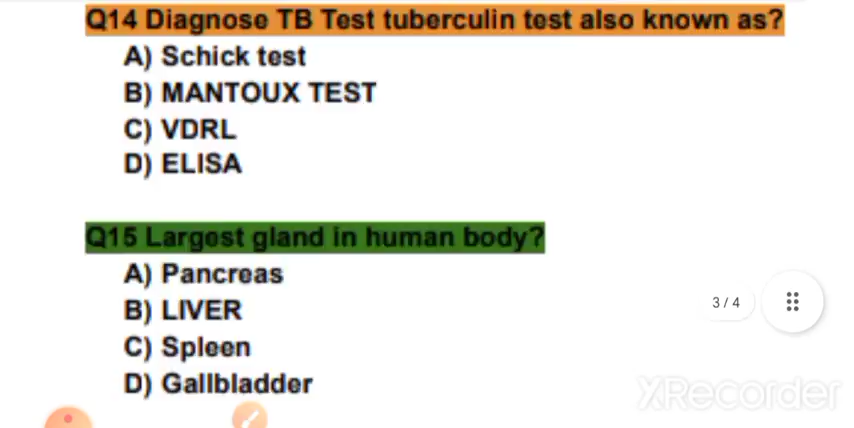 Q14 Diagnose TB Test tuberculin test also known as?
A) Schick test
B) MANTOUX TEST
C) VDRL
D) ELISA
Q15 Largest gland in human body?
A) Pancreas
B) LIVER
C) Spleen
D) Gallbladder
3 / 4
XRecorder